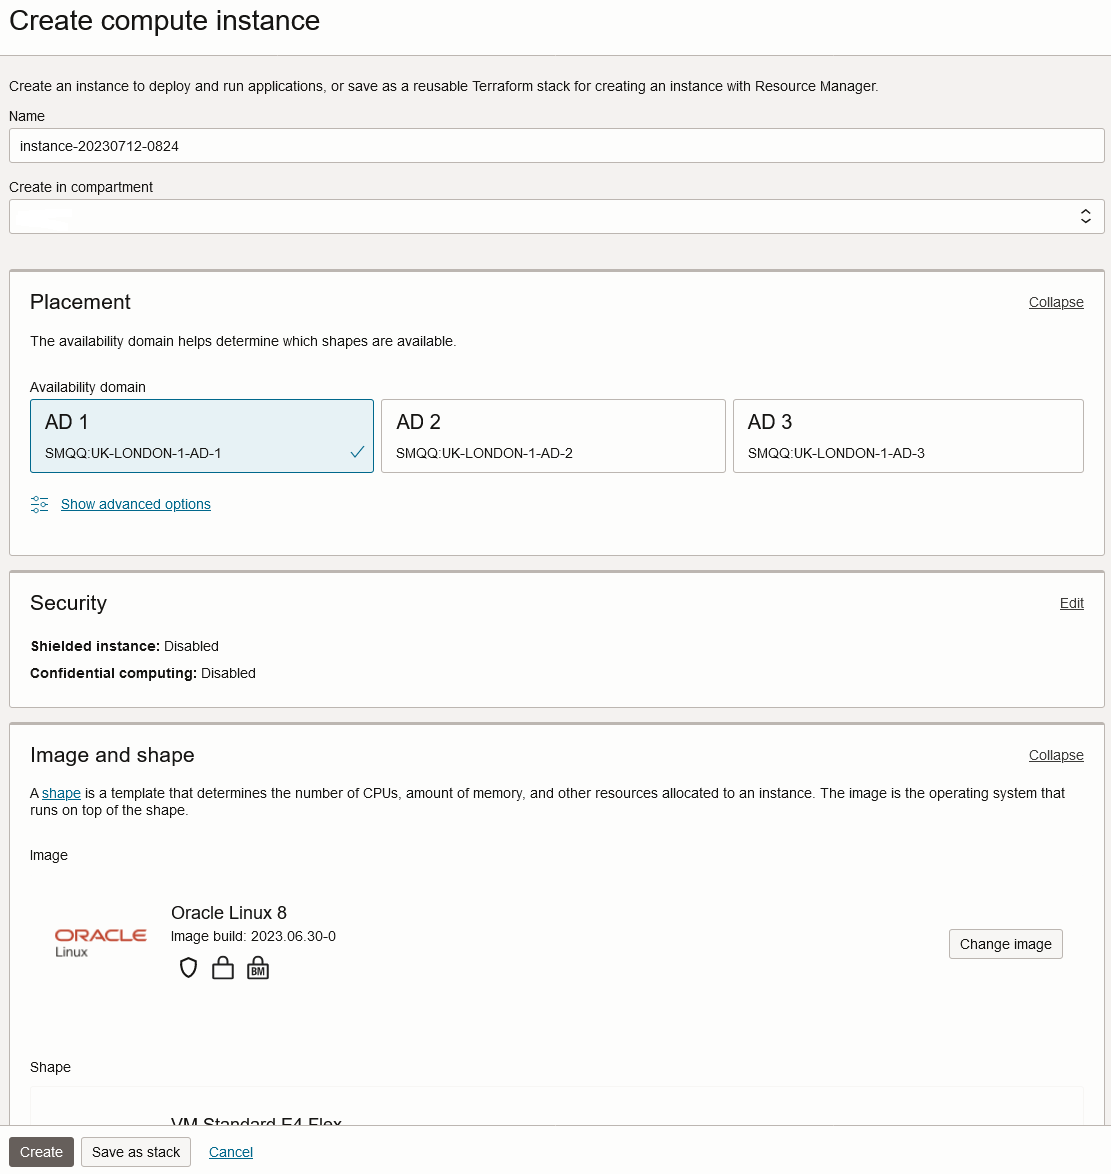 Create compute instance
Create an instance to deploy and run applications, or save as a reusable Terraform stack for creating an instance with Resource Manager.
Name
instance-20230712-0824
Create in compartment
Placement
Collapse
The availability domain helps determine which shapes are available.
Availability domain
AD 1
SMQQ:UK-LONDON-1-AD-1
AD 2
SMQQ:UK-LONDON-1-AD-2
AD 3
SMQQ:UK-LONDON-1-AD-3
Show advanced options
Security
Edit
Shielded instance: Disabled
Confidential computing: Disabled
Image and shape
Collapse
A shape is a template that determines the number of CPUs, amount of memory, and other resources allocated to an instance. The image is the operating system that
runs on top of the shape.
Image
ORACLE
Linux
Oracle Linux 8
Image build: 2023.06.30-0
BM
Change image
Shape
VM.Standard.E4.Flex
Create
Save as stack
Cancel